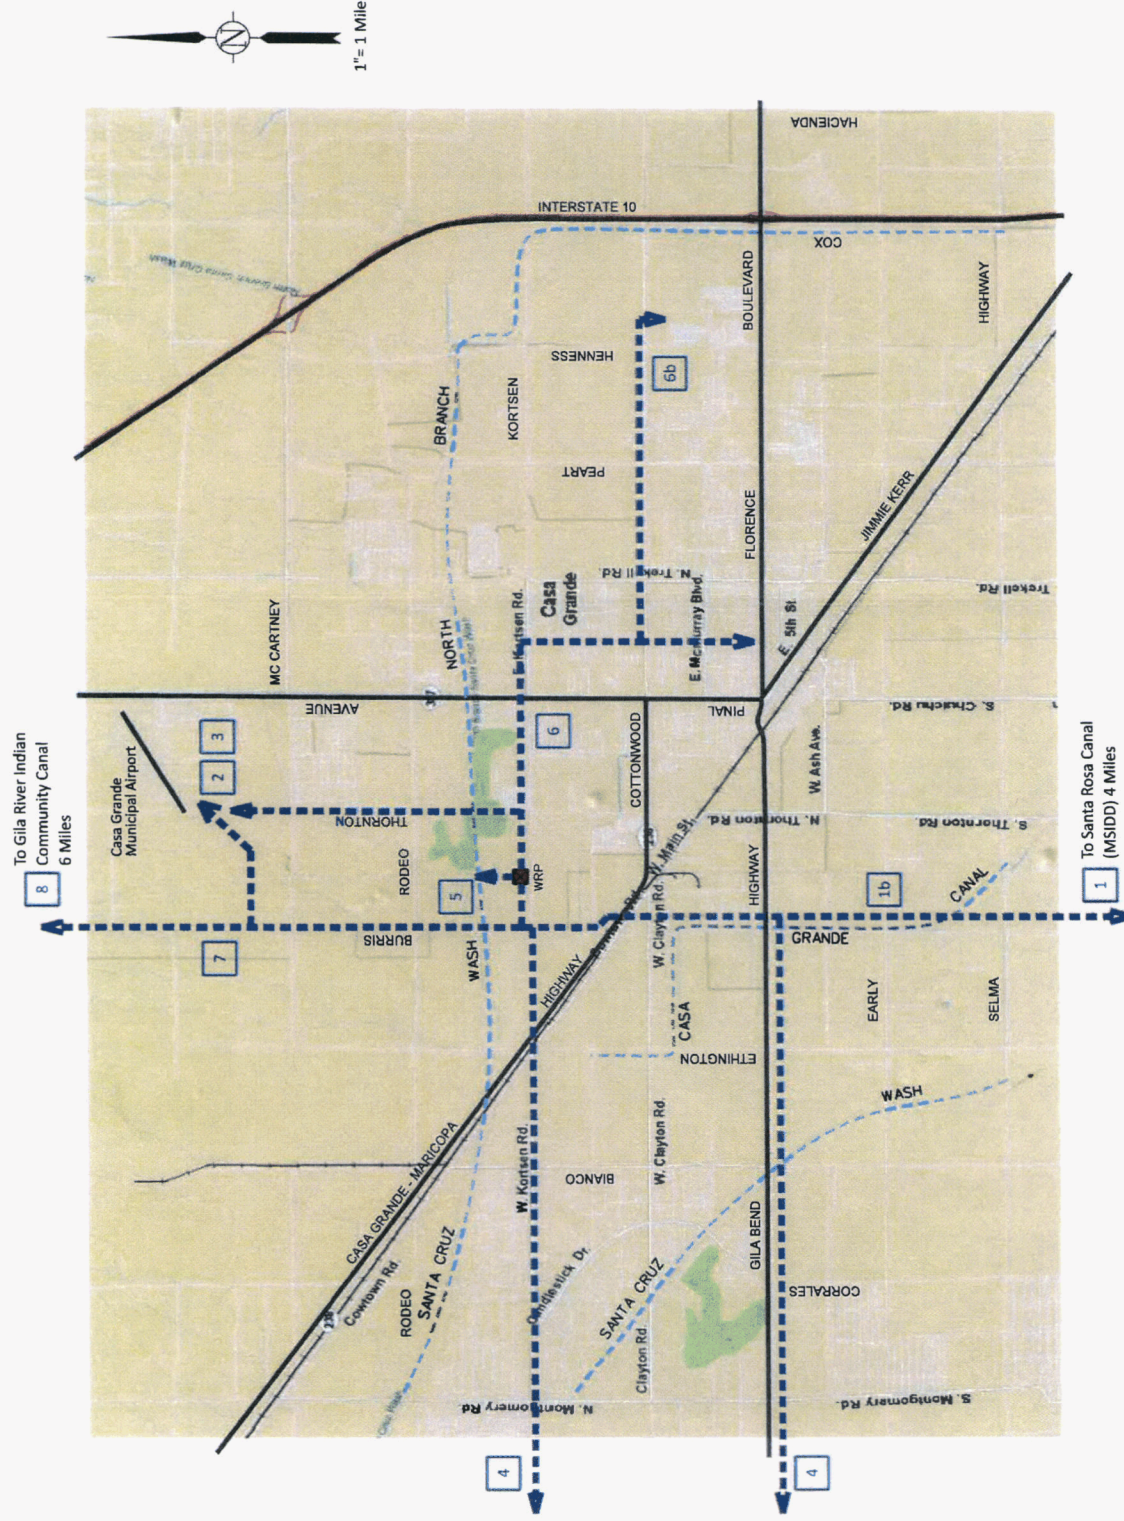 N
1"= 1 Mile
8
To Gila River Indian
Community Canal
6 Miles
Casa Grande
Municipal Airport
2
3
7
MC CARTNEY
AVENUE
THORNTON
RODEO
BURRIS
5
WRP
6
WASH
NORTH
BRANCH
KORTSEN
E. Kortsen Rd.
Casa
Grande
N. Trekell Rd.
PEART
HENNESS
6b
INTERSTATE 10
COX
HACIENDA
BOULEVARD
FLORENCE
E. McMurray Blvd.
E. 5th St.
JIMMIE KERR
HIGHWAY
Trekell Rd.
PINAL
COTTONWOOD
W. Main St.
W. Ash Ave.
S. Chuichu Rd.
N. Thornton Rd.
S. Thornton Rd.
HIGHWAY
1b
CANAL
GRANDE
W. Clayton Rd.
CASA
ETHINGTON
EARLY
SELMA
1
To Santa Rosa Canal
(MSIDD) 4 Miles
HIGHWAY
CASA GRANDE - MARICOPA
Cowtown Rd.
238
RODEO
SANTA CRUZ
W. Kortsen Rd.
BIANCO
W. Clayton Rd.
WASH
GILA BEND
CORRALES
SANTA CRUZ
Candlestick Dr.
Clayton Rd.
N. Montgomery Rd.
S. Montgomery Rd.
4
4